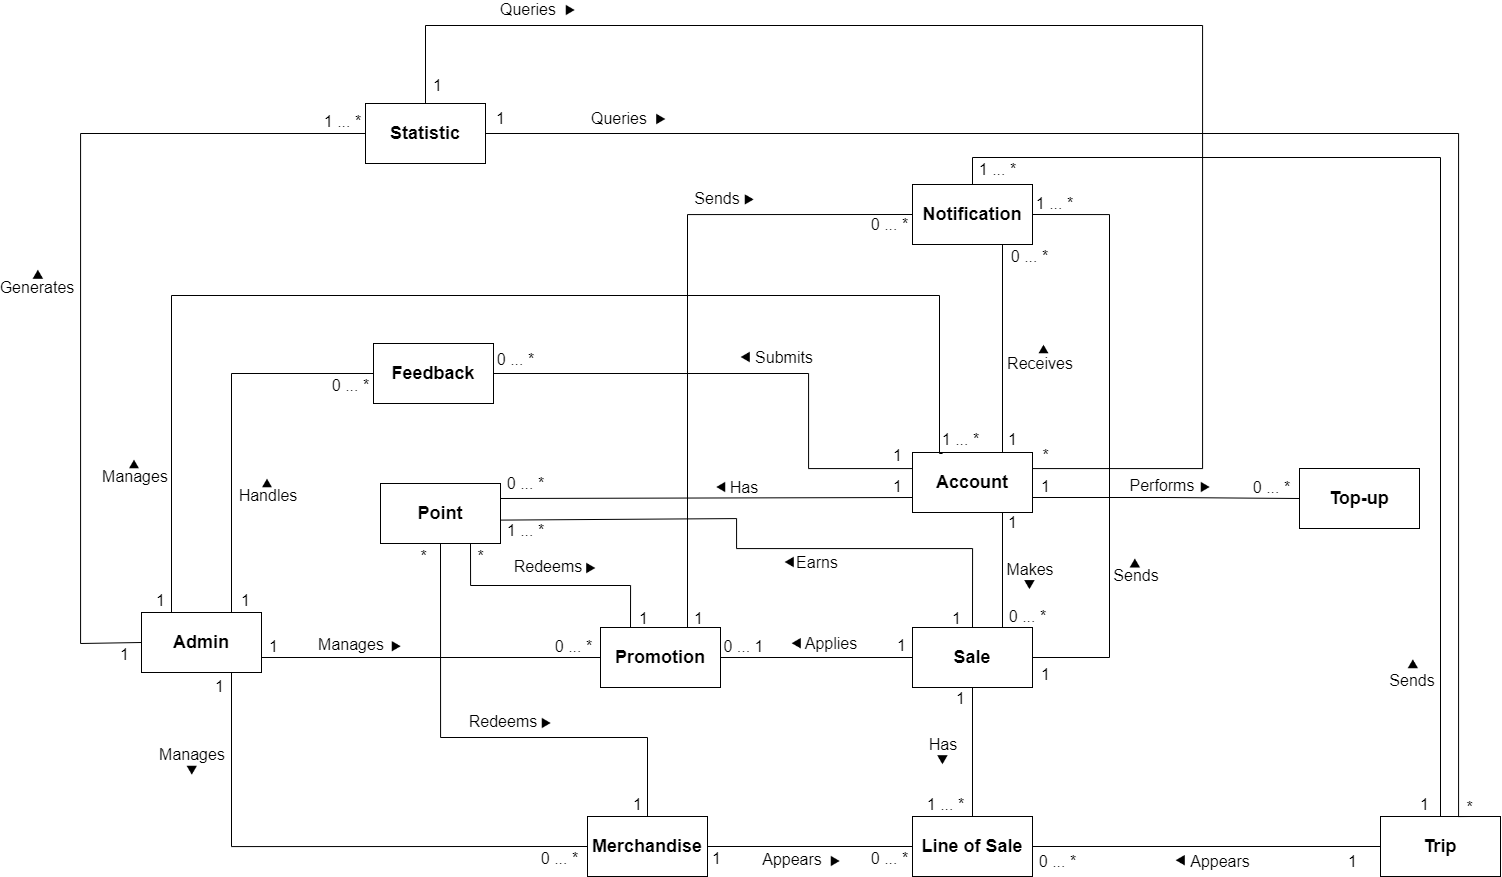 Queries ►
1
1 ... *
Statistic
1
Queries ►
1 ... *
Sends ►
Notification
1 ... *
0 ... *
0 ... *
▲
Generates
Feedback
0 ... *
◄ Submits
▲
Receives
0 ... *
1 ... *
1
*
1
Account
▲
Manages
▲
Handles
0 ... *
◄ Has
1
1
Performs ►
0 ... *
Top-up
Point
1 ... *
1
*
*
Redeems ►
◄ Earns
Makes
▼
▲
Sends
1
1
1
1
1
0 ... *
Admin
1
Manages ►
0 ... *
Promotion
0 ... 1
◄ Applies
1
Sale
1
1
1
1
▲
Sends
Redeems ►
Manages
▼
Has
▼
1
1 ... *
1
*
Merchandise
Line of Sale
Trip
0 ... *
1
Appears ►
0 ... *
0 ... *
◄ Appears
1